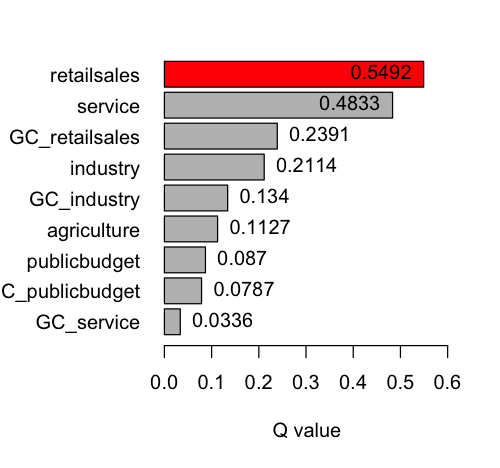 retailsales 0.5492
service 0.4833
GC_retailsales 0.2391
industry 0.2114
GC_industry 0.134
agriculture 0.1127
publicbudget 0.087
C_publicbudget 0.0787
GC_service 0.0336
0.0 0.1 0.2 0.3 0.4 0.5 0.6
Q value